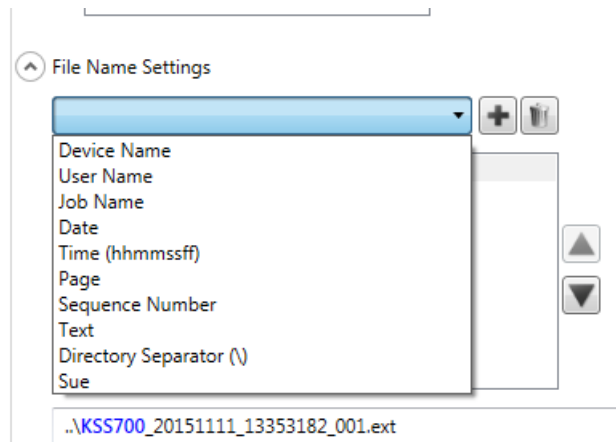 File Name Settings
Device Name
User Name
Job Name
Date
Time (hhmmssff)
Page
Sequence Number
Text
Directory Separator (\)
Sue
..\KSS700_20151111_13353182_001.ext